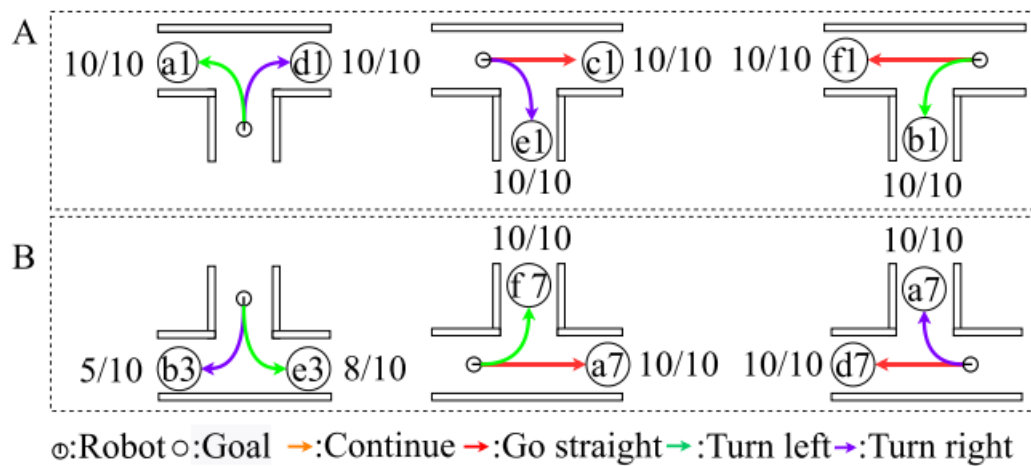 A
10/10 a1 d1 10/10 c1 10/10 10/10 f1
e1 b1
10/10 10/10
B
10/10 10/10
f 7 a7
5/10 b3 e3 8/10 a7 10/10 10/10 d7
:Robot :Goal :Continue :Go straight :Turn left :Turn right